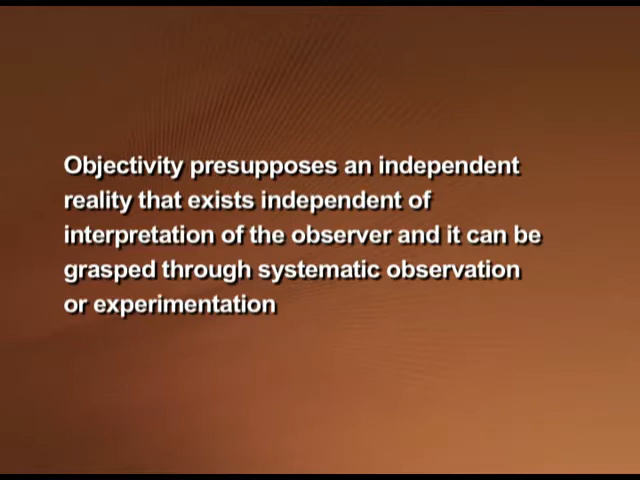 Objectivity presupposes an independent
reality that exists independent of
interpretation of the observer and it can be
grasped through systematic observation
or experimentation